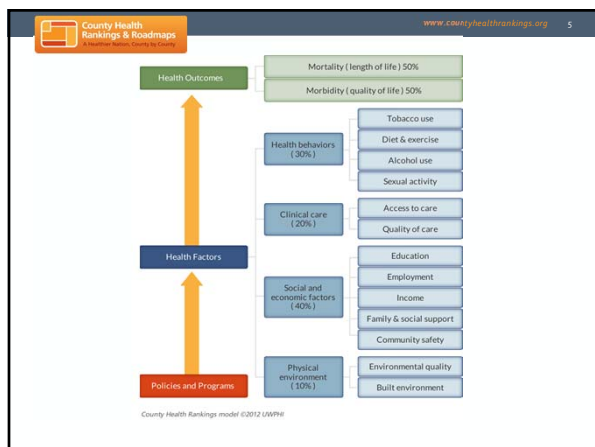 County Health
Rankings & Roadmaps
A Healthier Nation, County by County
www.countyhealthrankings.org
5
Health Outcomes
Mortality (length of life) 50%
Morbidity (quality of life) 50%
Health Factors
Health behaviors
(30%)
Tobacco use
Diet & exercise
Alcohol use
Sexual activity
Clinical care
(20%)
Access to care
Quality of care
Social and
economic factors
(40%)
Education
Employment
Income
Family & social support
Community safety
Physical
environment
(10%)
Environmental quality
Built environment
Policies and Programs
County Health Rankings model ©2012 UWPHI